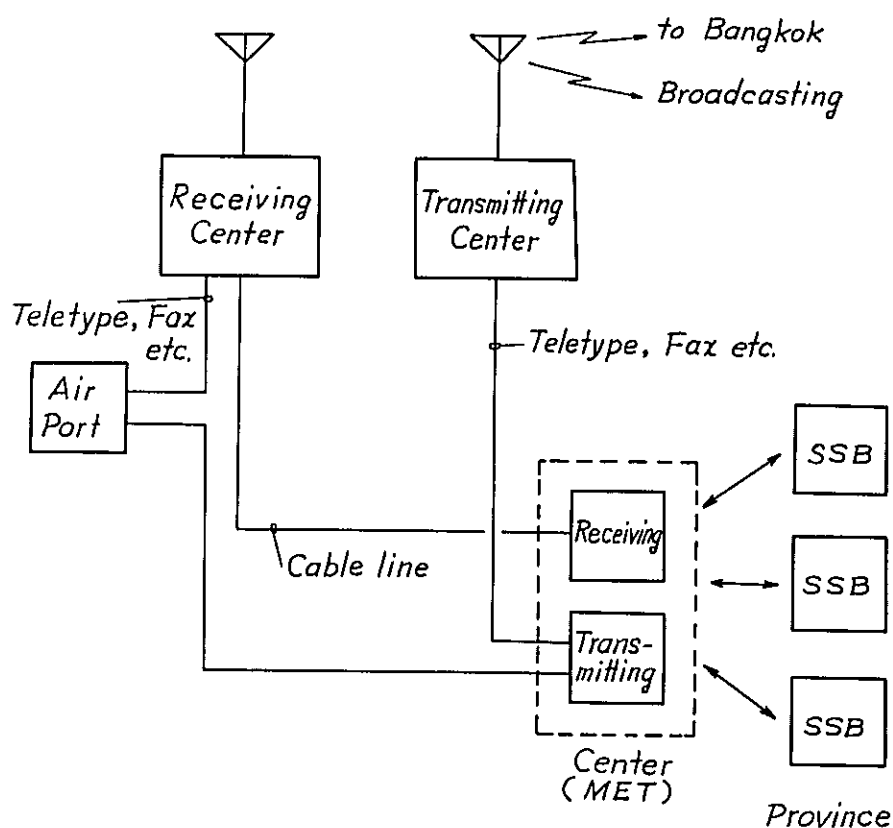 to Bangkok
Broadcasting
Receiving
Center
Transmitting
Center
Teletype, Fax
etc.
Teletype, Fax etc.
Air
Port
SSB
Receiving
Cable line
SSB
Trans-
mitting
SSB
Center
(MET)
Province